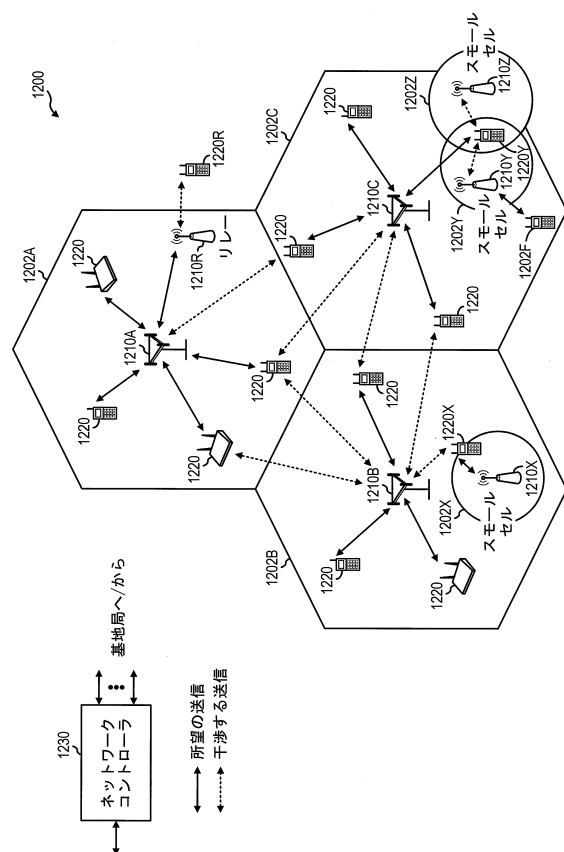 1200
1202A
1220
1220
1210A
1220
1220
1210R
リレー
1220R
1202B
1220
1220
1210B
1220
1220X
1202X
1210X
スモール
セル
1202C
1220
1220
1210C
1220
1202Y
1210Y
スモール
セル
1220Y
1202F
1202Z
1210Z
スモール
セル
1230
ネットワーク
コントローラ
基地局へ/から
所望の送信
干渉する送信